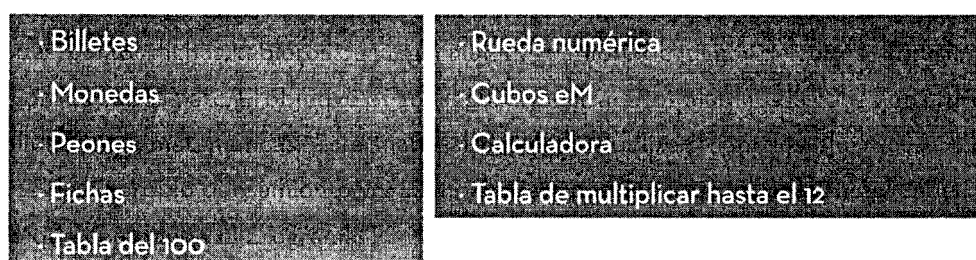 · Billetes
· Monedas
· Peones
· Fichas
· Tabla del 100
· Rueda numérica
· Cubos eM
· Calculadora
· Tabla de multiplicar hasta el 12